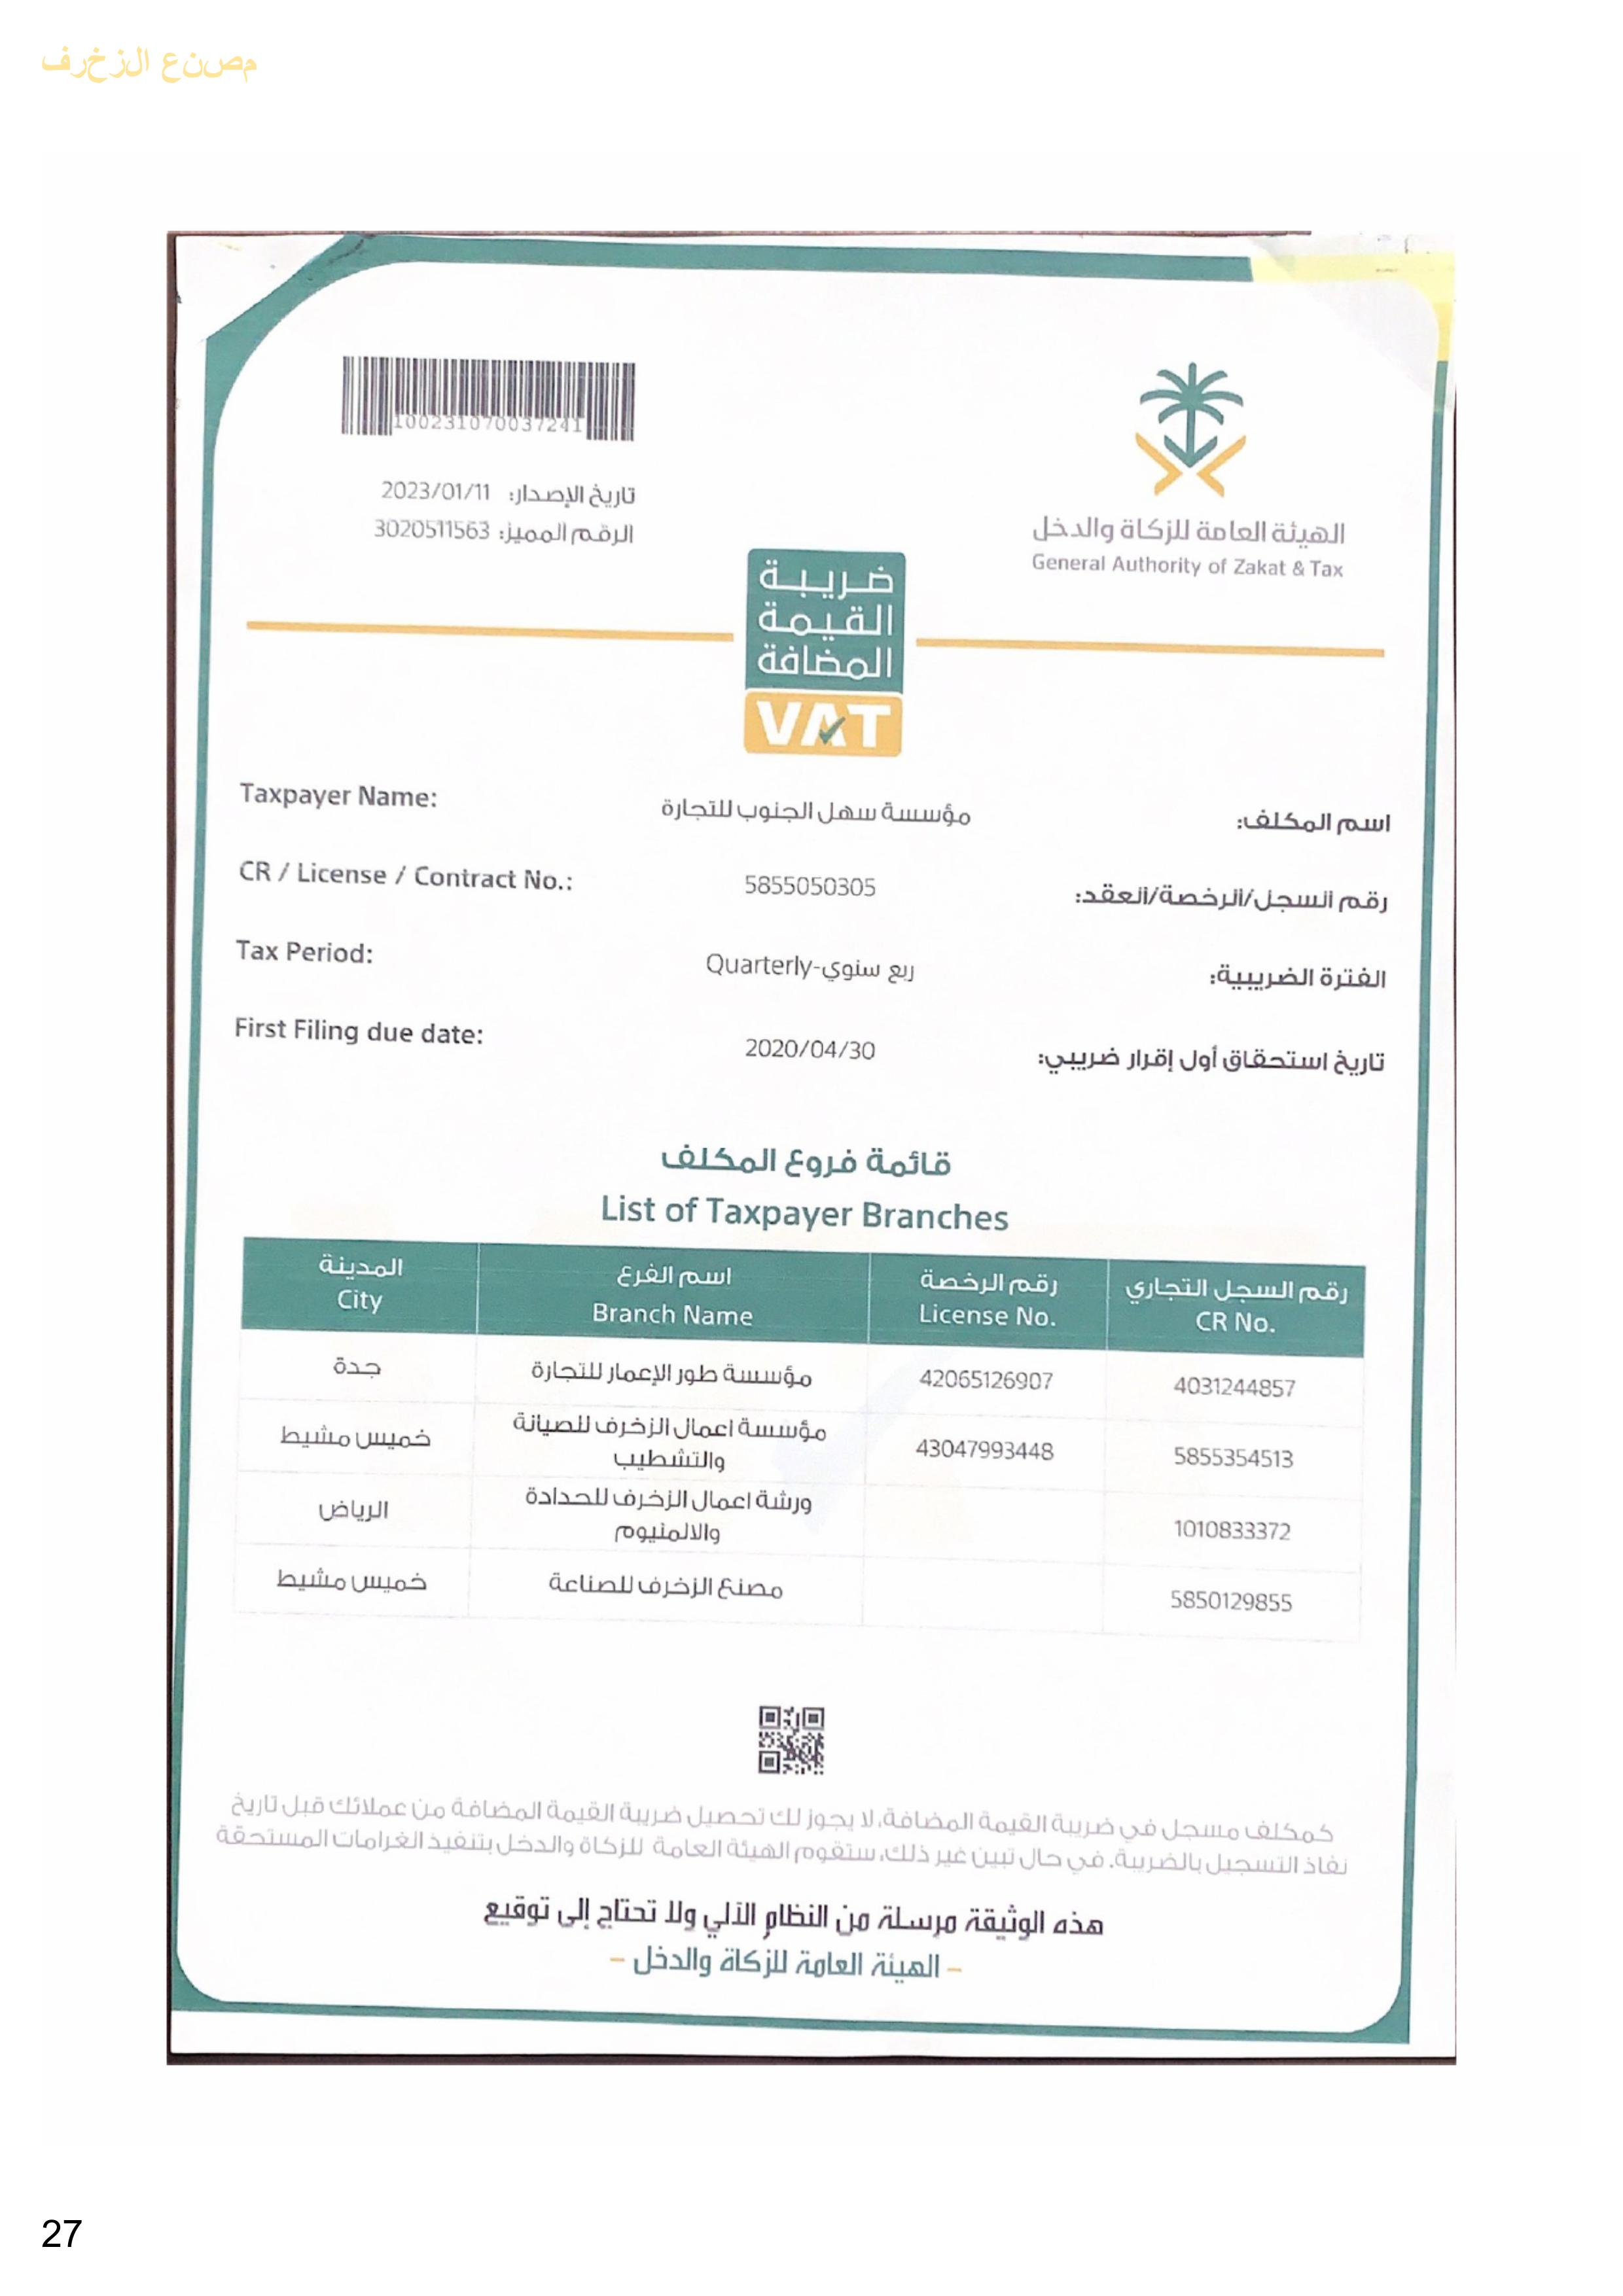 مصنع الزخرف
100231070037241
تاريخ الإصدار: 2023/01/11
الرقم المميز: 3020511563
الهيئة العامة للزكاة والدخل
General Authority of Zakat & Tax
ضريبة
القيمة
المضافة
VAT
Taxpayer Name: مؤسسة سهل الجنوب للتجارة اسم المكلف:
CR / License / Contract No.: 5855050305 رقم السجل/الرخصة/العقد:
Tax Period: ربع سنوي-Quarterly الفترة الضريبية:
First Filing due date: 2020/04/30 تاريخ استحقاق أول إقرار ضريبي:
قائمة فروع المكلف
List of Taxpayer Branches
رقم السجل التجاري رقم الرخصة اسم الفرع المدينة
CR No. License No. Branch Name City
4031244857 42065126907 مؤسسة طور الإعمار للتجارة جدة
5855354513 43047993448 مؤسسة اعمال الزخرف للصيانة خميس مشيط
والتشطيب
1010833372 ورشة اعمال الزخرف للحدادة الرياض
والالمنيوم
5850129855 مصنع الزخرف للصناعة خميس مشيط
كمكلف مسجل في ضريبة القيمة المضافة، لا يجوز لك تحصيل ضريبة القيمة المضافة من عملائك قبل تاريخ
نفاذ التسجيل بالضريبة. في حال تبين غير ذلك، ستقوم الهيئة العامة للزكاة والدخل بتنفيذ الغرامات المستحقة
هذه الوثيقة مرسلة من النظام الآلي ولا تحتاج إلى توقيع
- الهيئة العامة للزكاة والدخل -
27